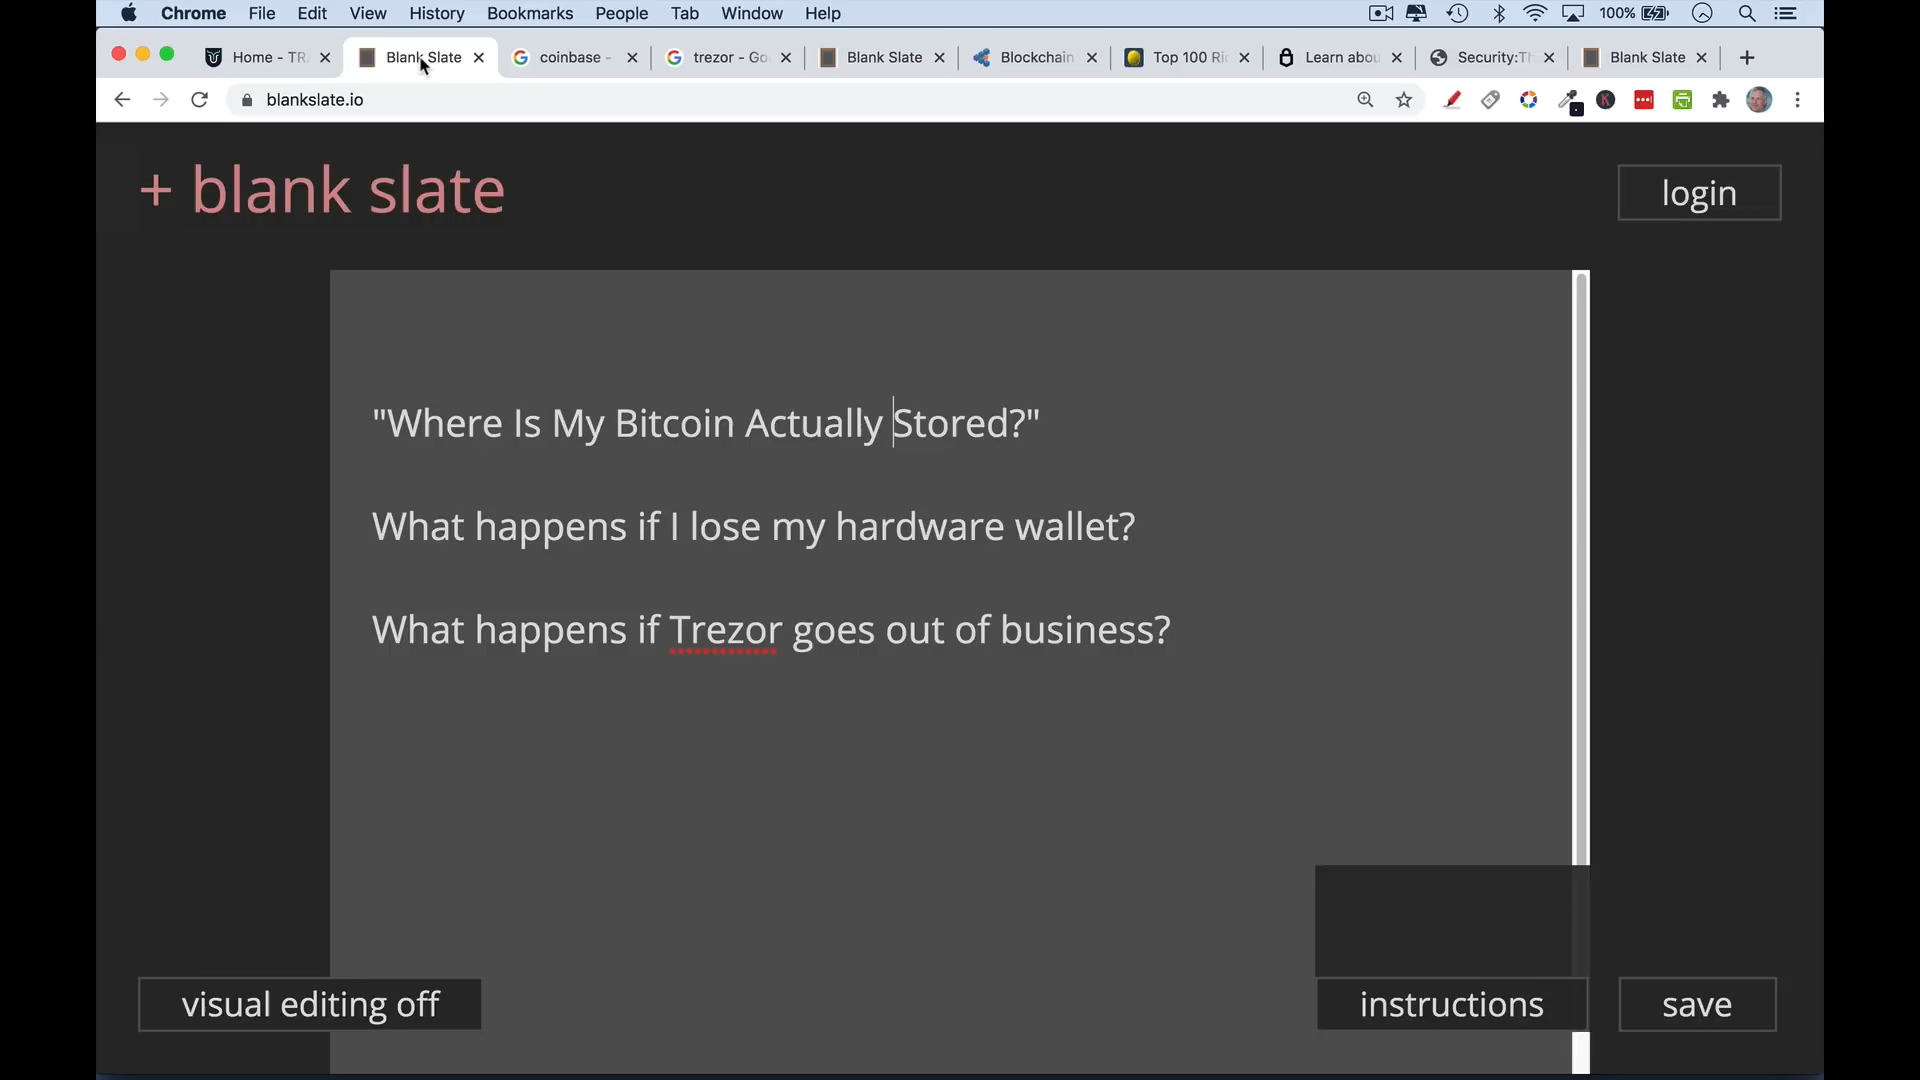 Chrome File Edit View History Bookmarks People Tab Window Help 100%
Home - TR Blank Slate coinbase - trezor - Go Blank Slate Blockchain Top 100 Ri Learn abou Security:Th Blank Slate
blankslate.io
+ blank slate
login
"Where Is My Bitcoin Actually Stored?"
What happens if I lose my hardware wallet?
What happens if Trezor goes out of business?
visual editing off
instructions
save